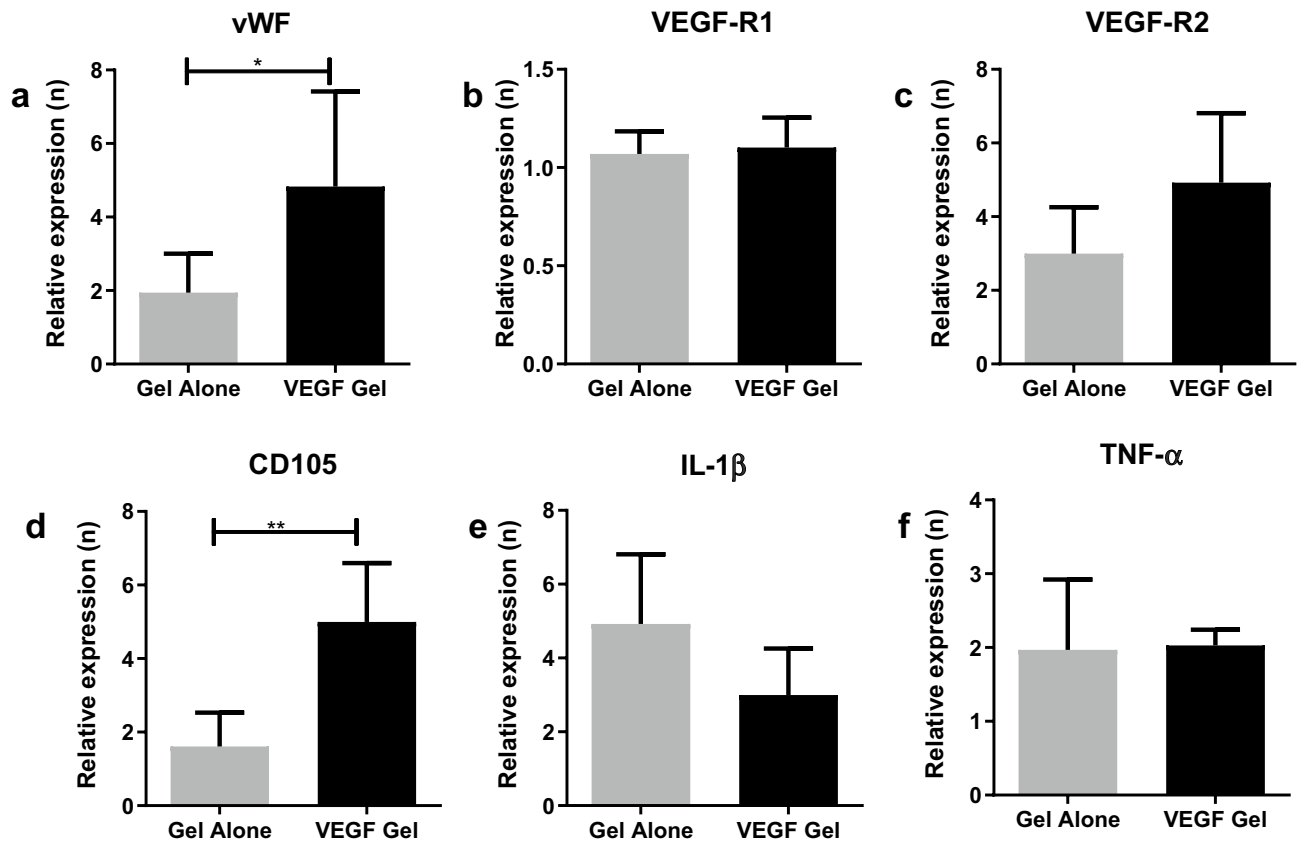 vWF
a
Relative expression (n)
8
6
4
2
0
*
Gel Alone
VEGF Gel
VEGF-R1
b
Relative expression (n)
1.5
1.0
0.5
0.0
Gel Alone
VEGF Gel
VEGF-R2
c
Relative expression (n)
8
6
4
2
0
Gel Alone
VEGF Gel
CD105
d
Relative expression (n)
8
6
4
2
0
**
Gel Alone
VEGF Gel
IL-1β
e
Relative expression (n)
8
6
4
2
0
Gel Alone
VEGF Gel
TNF-α
f
Relative expression (n)
4
3
2
1
0
Gel Alone
VEGF Gel